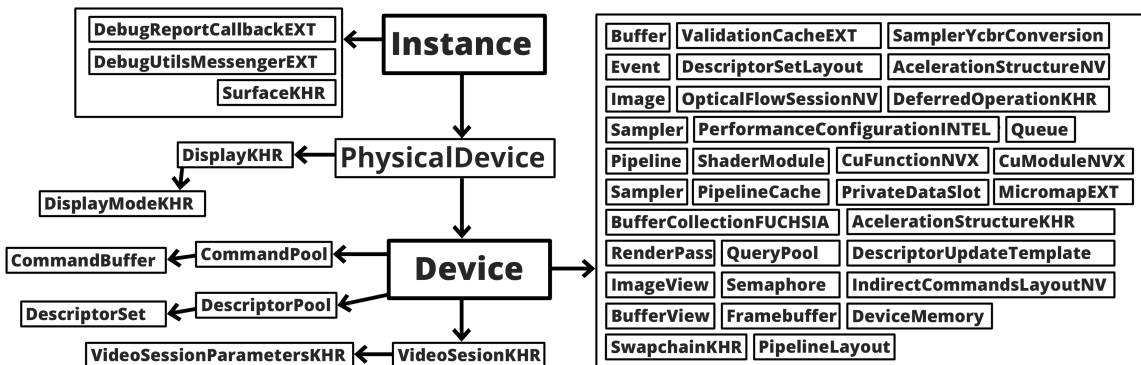 DebugReportCallbackEXT
DebugUtilsMessengerEXT
SurfaceKHR
Instance
PhysicalDevice
DisplayKHR
DisplayModeKHR
Device
CommandPool
CommandBuffer
DescriptorPool
DescriptorSet
VideoSesionKHR
VideoSessionParametersKHR
Buffer ValidationCacheEXT SamplerYcbrConversion
Event DescriptorSetLayout AcelerationStructureNV
Image OpticalFlowSessionNV DeferredOperationKHR
Sampler PerformanceConfigurationINTEL Queue
Pipeline ShaderModule CuFunctionNVX CuModuleNVX
Sampler PipelineCache PrivateDataSlot MicromapEXT
BufferCollectionFUCHSIA AcelerationStructureKHR
RenderPass QueryPool DescriptorUpdateTemplate
ImageView Semaphore IndirectCommandsLayoutNV
BufferView Framebuffer DeviceMemory
SwapchainKHR PipelineLayout